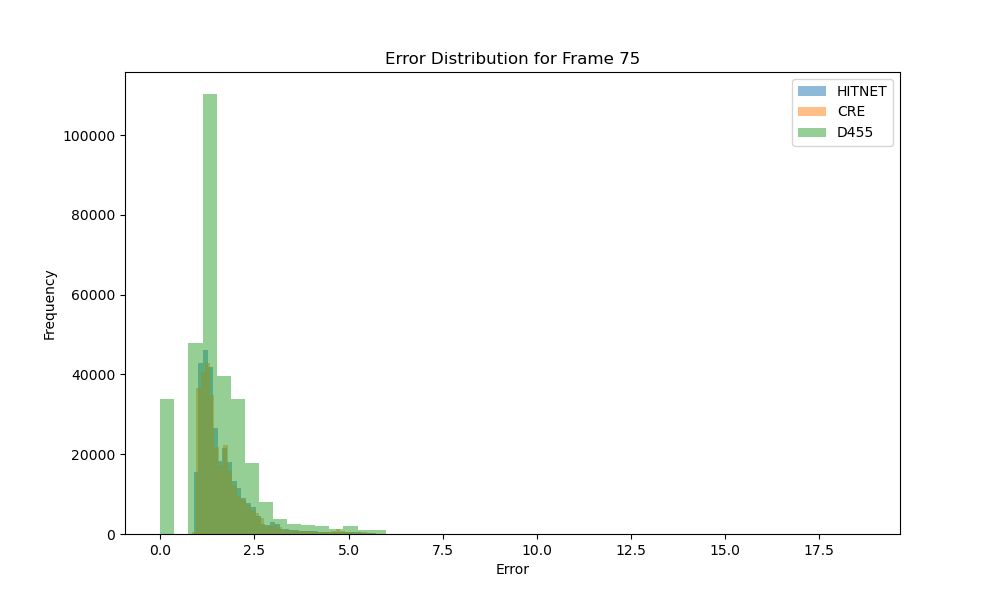 Error Distribution for Frame 75
HITNET
CRE
D455
100000
80000
60000
40000
20000
0
Frequency
0.0 2.5 5.0 7.5 10.0 12.5 15.0 17.5
Error